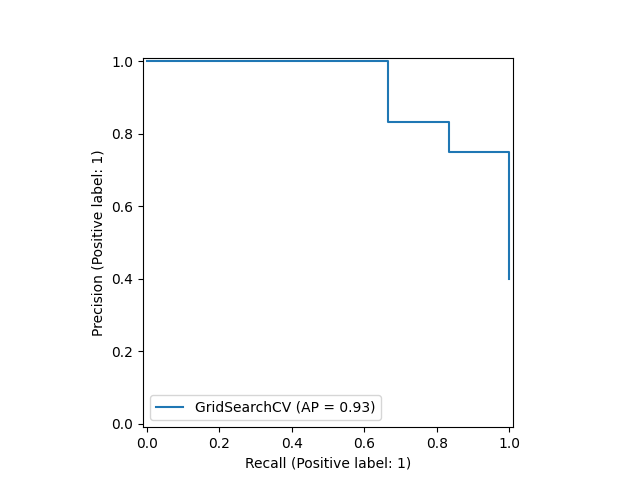 1.0
0.8
0.6
0.4
0.2
0.0
Precision (Positive label: 1)
GridSearchCV (AP = 0.93)
0.0 0.2 0.4 0.6 0.8 1.0
Recall (Positive label: 1)